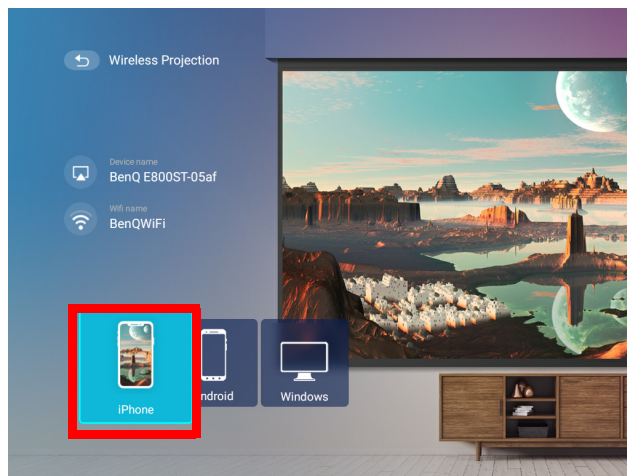 Wireless Projection
Device name
BenQ E800ST-05af
Wifi name
BenQWiFi
iPhone
ndroid
Windows